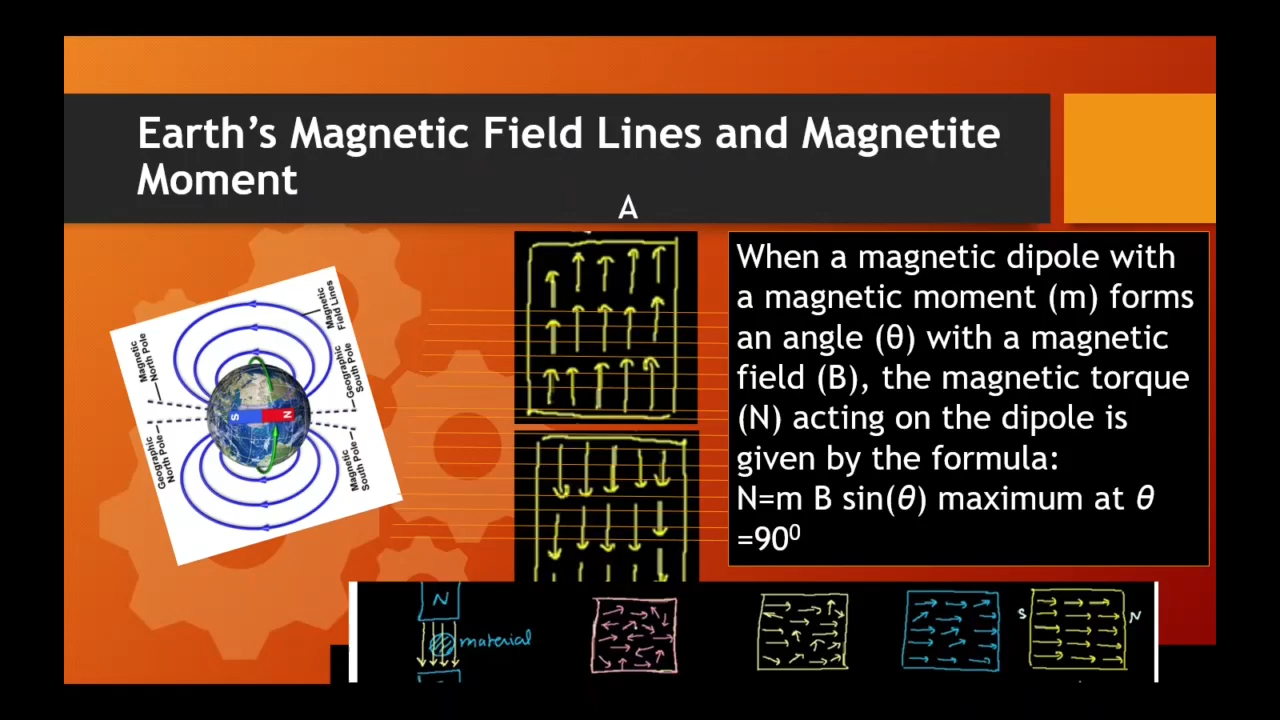 Earth's Magnetic Field Lines and Magnetite
Moment
A
Magnetic
North Pole
Magnetic
Field Lines
Geographic
South Pole
S
N
Geographic
North Pole
Magnetic
South Pole
When a magnetic dipole with
a magnetic moment (m) forms
an angle (θ) with a magnetic
field (B), the magnetic torque
(N) acting on the dipole is
given by the formula:
N=m B sin(θ) maximum at θ
=90⁰
N
material
S
N